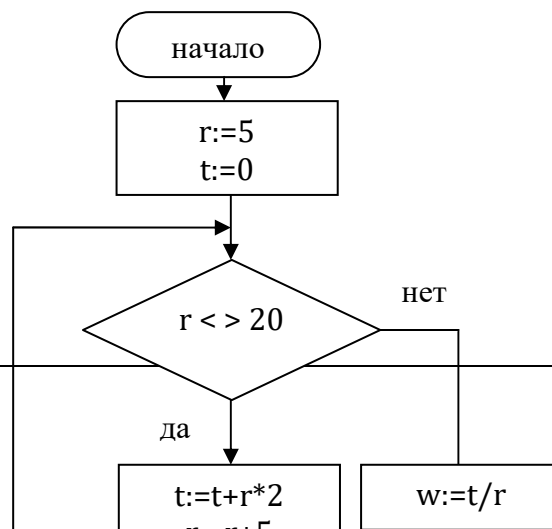 начало
r:=5
t:=0
r < > 20
нет
да
t:=t+r*2
w:=t/r